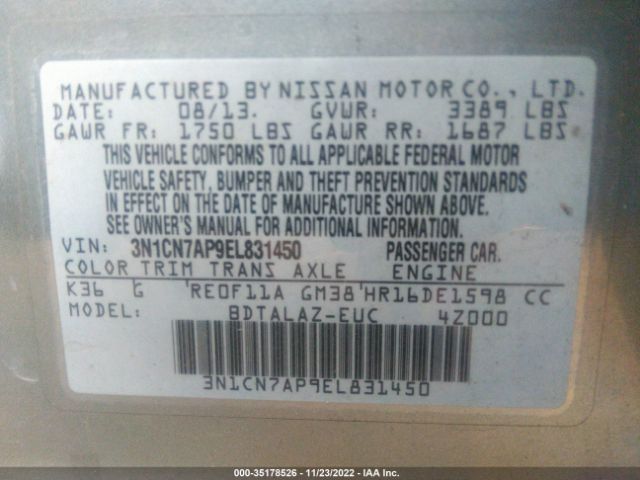 MANUFACTURED BY NISSAN MOTOR CO., LTD.
DATE: 08/13. GVWR: 3389 LBS
GAWR FR: 1750 LBS GAWR RR: 1687 LBS
THIS VEHICLE CONFORMS TO ALL APPLICABLE FEDERAL MOTOR
VEHICLE SAFETY, BUMPER AND THEFT PREVENTION STANDARDS
IN EFFECT ON THE DATE OF MANUFACTURE SHOWN ABOVE.
SEE OWNER'S MANUAL FOR ADDITIONAL INFORMATION.
VIN: 3N1CN7AP9EL831450 PASSENGER CAR.
COLOR TRIM TRANS AXLE ENGINE
K36 G RE0F11A GM38 HR16DE1598 CC
MODEL: BDTALAZ-EUC 4Z000
3N1CN7AP9EL831450
000-35178526 - 11/23/2022 - IAA Inc.